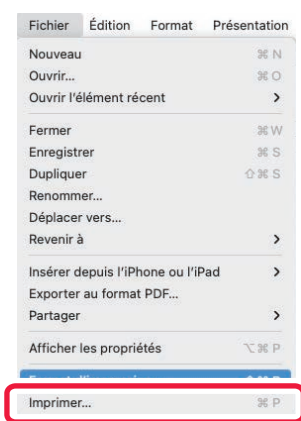 Fichier Édition Format Présentation
Nouveau ⌘ N
Ouvrir... ⌘ O
Ouvrir l'élément récent >
Fermer ⌘ W
Enregistrer ⌘ S
Dupliquer ⇧ ⌘ S
Renommer...
Déplacer vers...
Revenir à >
Insérer depuis l'iPhone ou l'iPad >
Exporter au format PDF...
Partager >
Afficher les propriétés ⌥ ⌘ P
Imprimer... ⌘ P